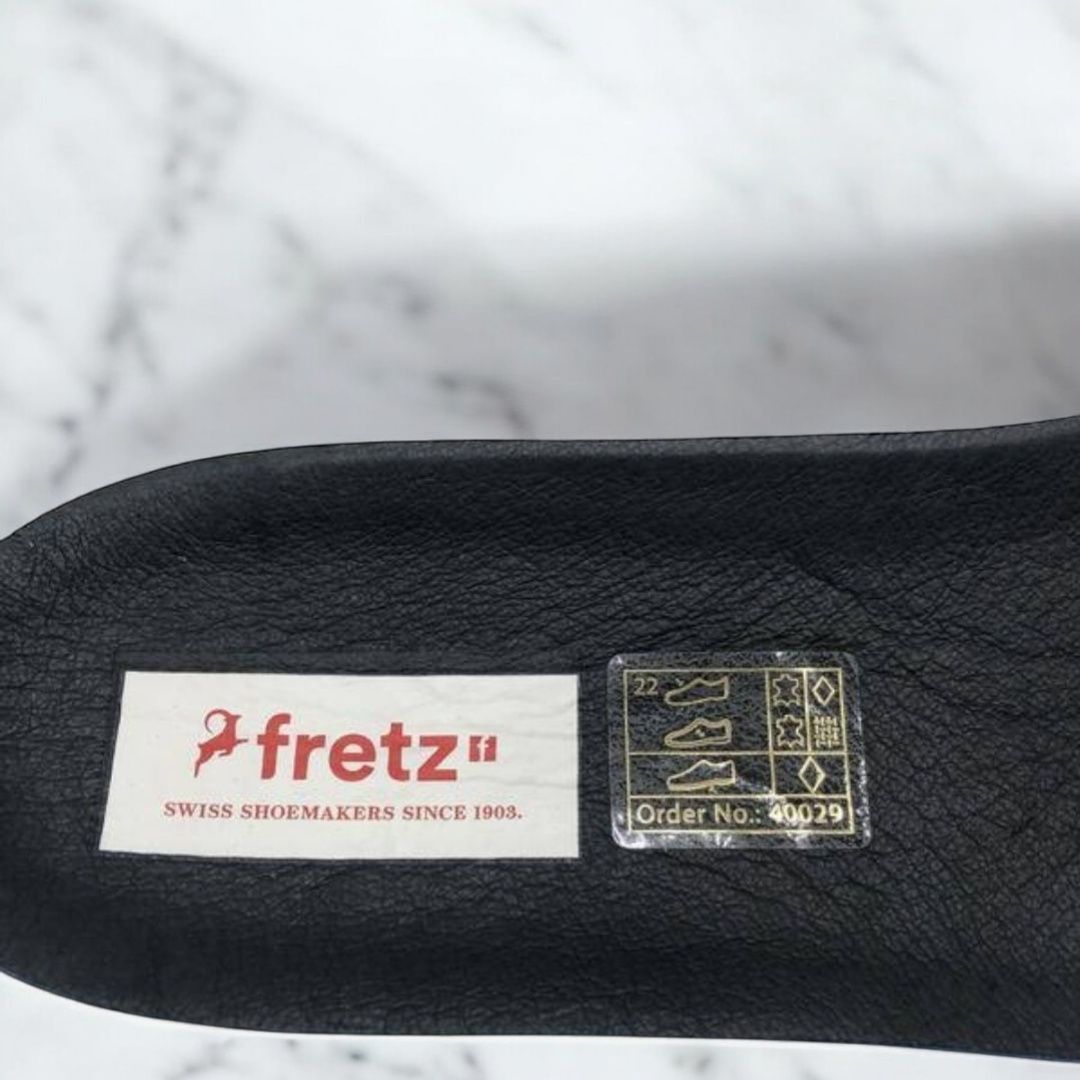 fretz f
SWISS SHOEMAKERS SINCE 1903.
22
Order No.: 40029